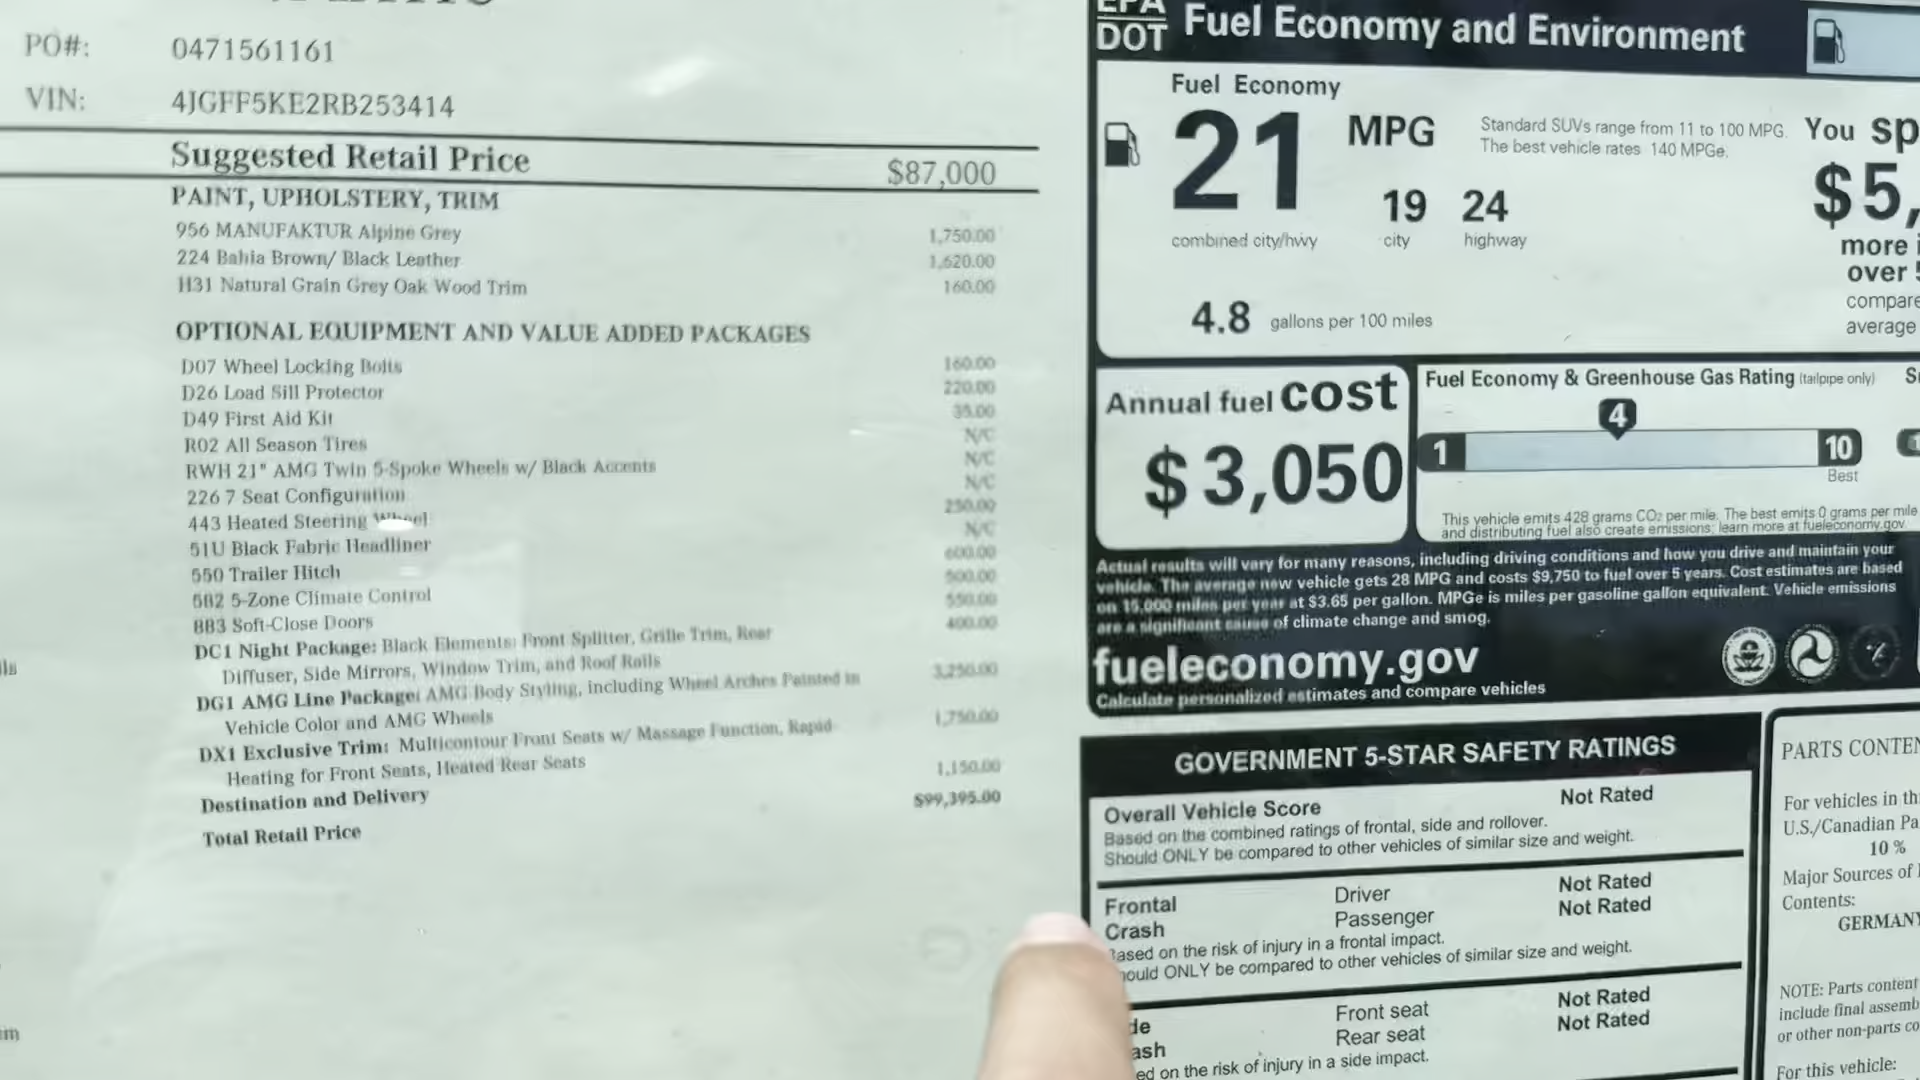 PO#: 0471561161
VIN: 4JGFF5KE2RB253414
Suggested Retail Price $87,000
PAINT, UPHOLSTERY, TRIM
956 MANUFAKTUR Alpine Grey 1,750.00
224 Bahia Brown/ Black Leather 1,620.00
H31 Natural Grain Grey Oak Wood Trim 160.00
OPTIONAL EQUIPMENT AND VALUE ADDED PACKAGES
D07 Wheel Locking Bolts 160.00
D26 Load Sill Protector 220.00
D49 First Aid Kit 35.00
R02 All Season Tires N/C
RWH 21" AMG Twin 5-Spoke Wheels w/ Black Accents N/C
226 7 Seat Configuration N/C
443 Heated Steering Wheel 250.00
51U Black Fabric Headliner N/C
550 Trailer Hitch 600.00
582 5-Zone Climate Control
883 Soft-Close Doors 550.00
DC1 Night Package: Black Elements: Front Splitter, Grille Trim, Rear 400.00
Diffuser, Side Mirrors, Window Trim, and Roof Rails
DG1 AMG Line Package: AMG Body Styling, including Wheel Arches Painted in 3,250.00
Vehicle Color and AMG Wheels
DX1 Exclusive Trim: Multicontour Front Seats w/ Massage Function, Rapid 1,750.00
Heating for Front Seats, Heated Rear Seats
Destination and Delivery 1,150.00
Total Retail Price $99,395.00
EPA
DOT Fuel Economy and Environment
Fuel Economy
21 MPG
19 24
combined city/hwy city highway
Standard SUVs range from 11 to 100 MPG.
The best vehicle rates 140 MPGe.
4.8 gallons per 100 miles
You sp
$5,
more i
over 5
compare
average
Annual fuel cost
$3,050
Fuel Economy & Greenhouse Gas Rating (tailpipe only)
4
1 10
Best
This vehicle emits 428 grams CO2 per mile. The best emits 0 grams per mile
and distributing fuel also create emissions; learn more at fueleconomy.gov
Actual results will vary for many reasons, including driving conditions and how you drive and maintain your
vehicle. The average new vehicle gets 28 MPG and costs $9,750 to fuel over 5 years. Cost estimates are based
on 15,000 miles per year at $3.65 per gallon. MPGe is miles per gasoline gallon equivalent. Vehicle emissions
are a significant cause of climate change and smog.
fueleconomy.gov
Calculate personalized estimates and compare vehicles
GOVERNMENT 5-STAR SAFETY RATINGS
Overall Vehicle Score Not Rated
Based on the combined ratings of frontal, side and rollover.
Should ONLY be compared to other vehicles of similar size and weight.
Frontal Driver Not Rated
Crash Passenger Not Rated
ased on the risk of injury in a frontal impact.
hould ONLY be compared to other vehicles of similar size and weight.
de Front seat Not Rated
ash Rear seat Not Rated
ed on the risk of injury in a side impact.
PARTS CONTEN
For vehicles in th
U.S./Canadian Pa
10 %
Major Sources of
Contents:
GERMANY
NOTE: Parts content
include final assemb
or other non-parts co
For this vehicle: